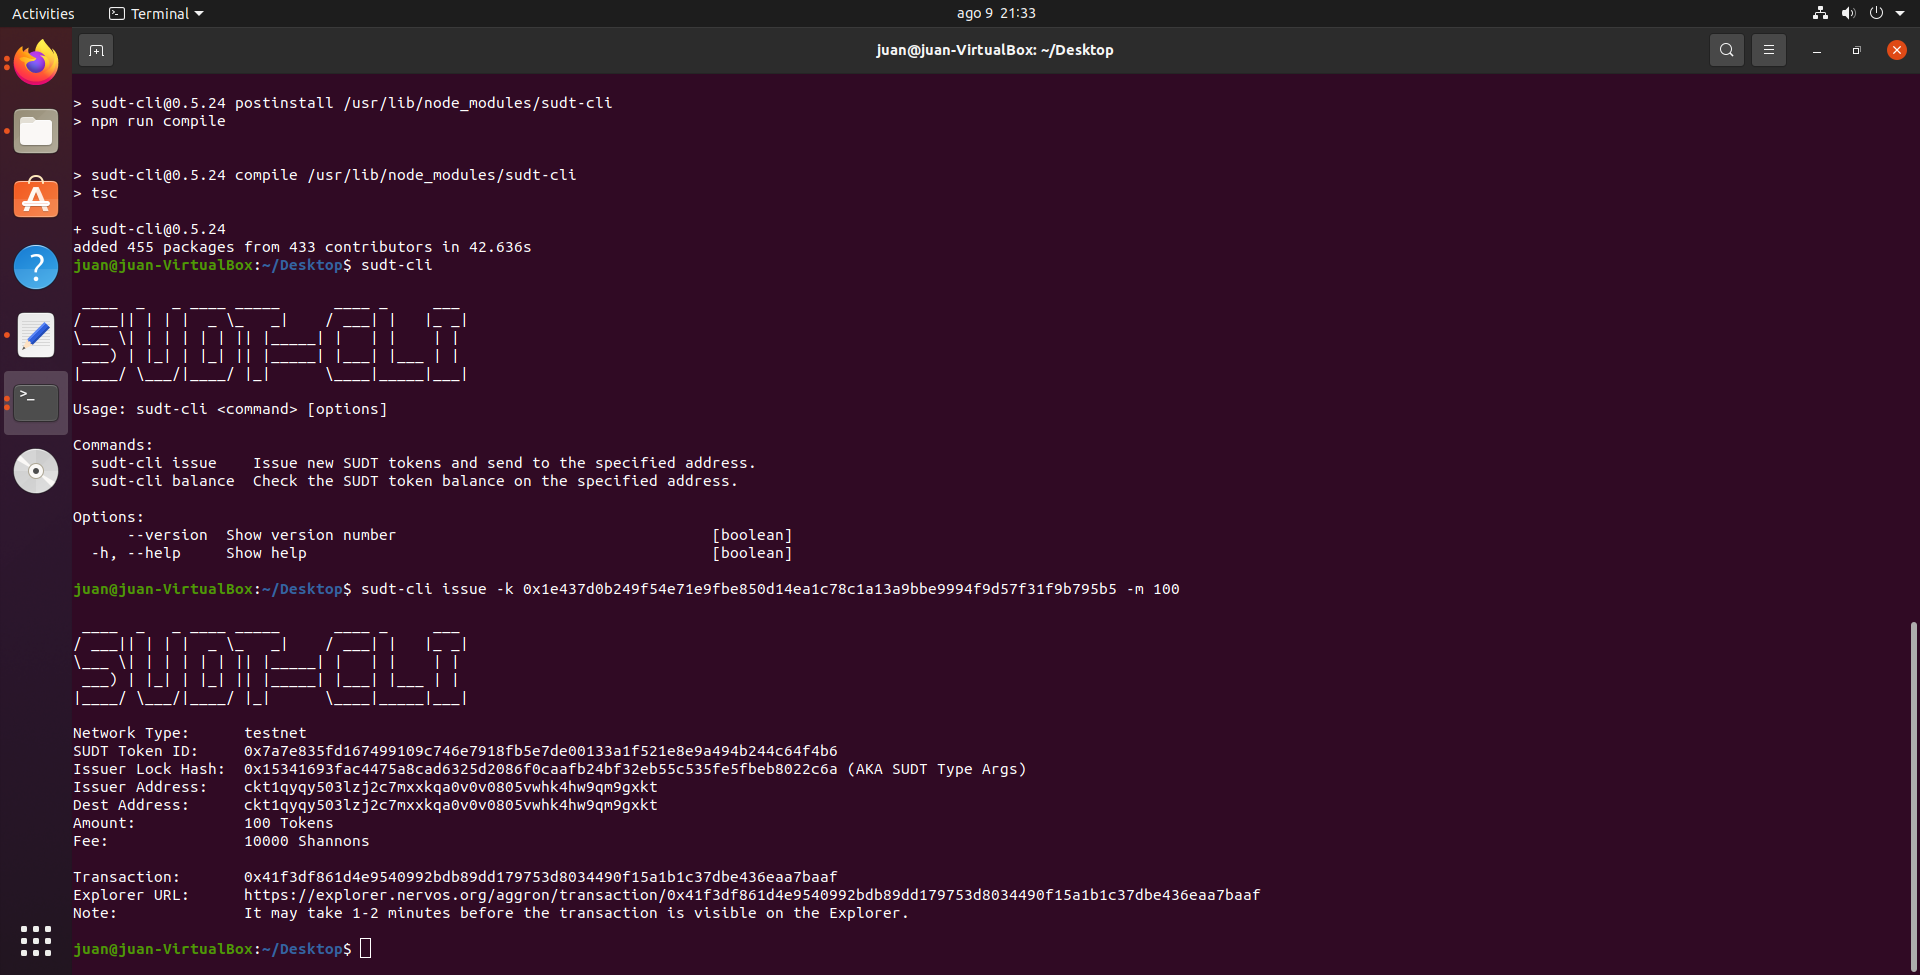 Activities
Terminal
ago 9 21:33
juan@juan-VirtualBox: ~/Desktop
> sudt-cli@0.5.24 postinstall /usr/lib/node_modules/sudt-cli
> npm run compile
> sudt-cli@0.5.24 compile /usr/lib/node_modules/sudt-cli
> tsc
+ sudt-cli@0.5.24
added 455 packages from 433 contributors in 42.636s
juan@juan-VirtualBox:~/Desktop$ sudt-cli
SUDT-CLI
Usage: sudt-cli <command> [options]
Commands:
sudt-cli issue    Issue new SUDT tokens and send to the specified address.
sudt-cli balance  Check the SUDT token balance on the specified address.
Options:
--version  Show version number  [boolean]
-h, --help  Show help  [boolean]
juan@juan-VirtualBox:~/Desktop$ sudt-cli issue -k 0x1e437d0b249f54e71e9fbe850d14ea1c78c1a13a9bbe9994f9d57f31f9b795b5 -m 100
SUDT-CLI
Network Type: testnet
SUDT Token ID: 0x7a7e835fd167499109c746e7918fb5e7de00133a1f521e8e9a494b244c64f4b6
Issuer Lock Hash: 0x15341693fac4475a8cad6325d2086f0caafb24bf32eb55c535fe5fbeb8022c6a (AKA SUDT Type Args)
Issuer Address: ckt1qyqy503lzj2c7mxxkqa0v0v0805vwhk4hw9qm9gxkt
Dest Address: ckt1qyqy503lzj2c7mxxkqa0v0v0805vwhk4hw9qm9gxkt
Amount: 100 Tokens
Fee: 10000 Shannons
Transaction: 0x41f3df861d4e9540992bdb89dd179753d8034490f15a1b1c37dbe436eaa7baaf
Explorer URL: https://explorer.nervos.org/aggron/transaction/0x41f3df861d4e9540992bdb89dd179753d8034490f15a1b1c37dbe436eaa7baaf
Note: It may take 1-2 minutes before the transaction is visible on the Explorer.
juan@juan-VirtualBox:~/Desktop$